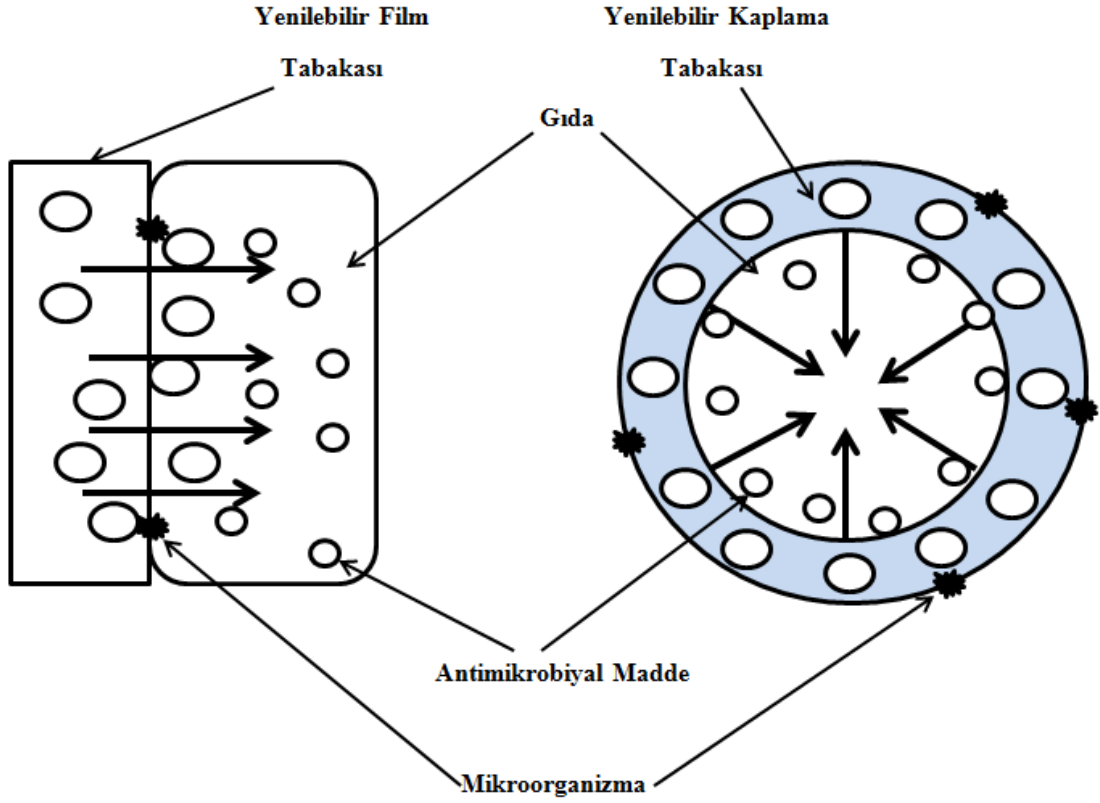 Yenilebilir Film
Tabakası
Yenilebilir Kaplama
Tabakası
Gıda
Antimikrobiyal Madde
Mikroorganizma